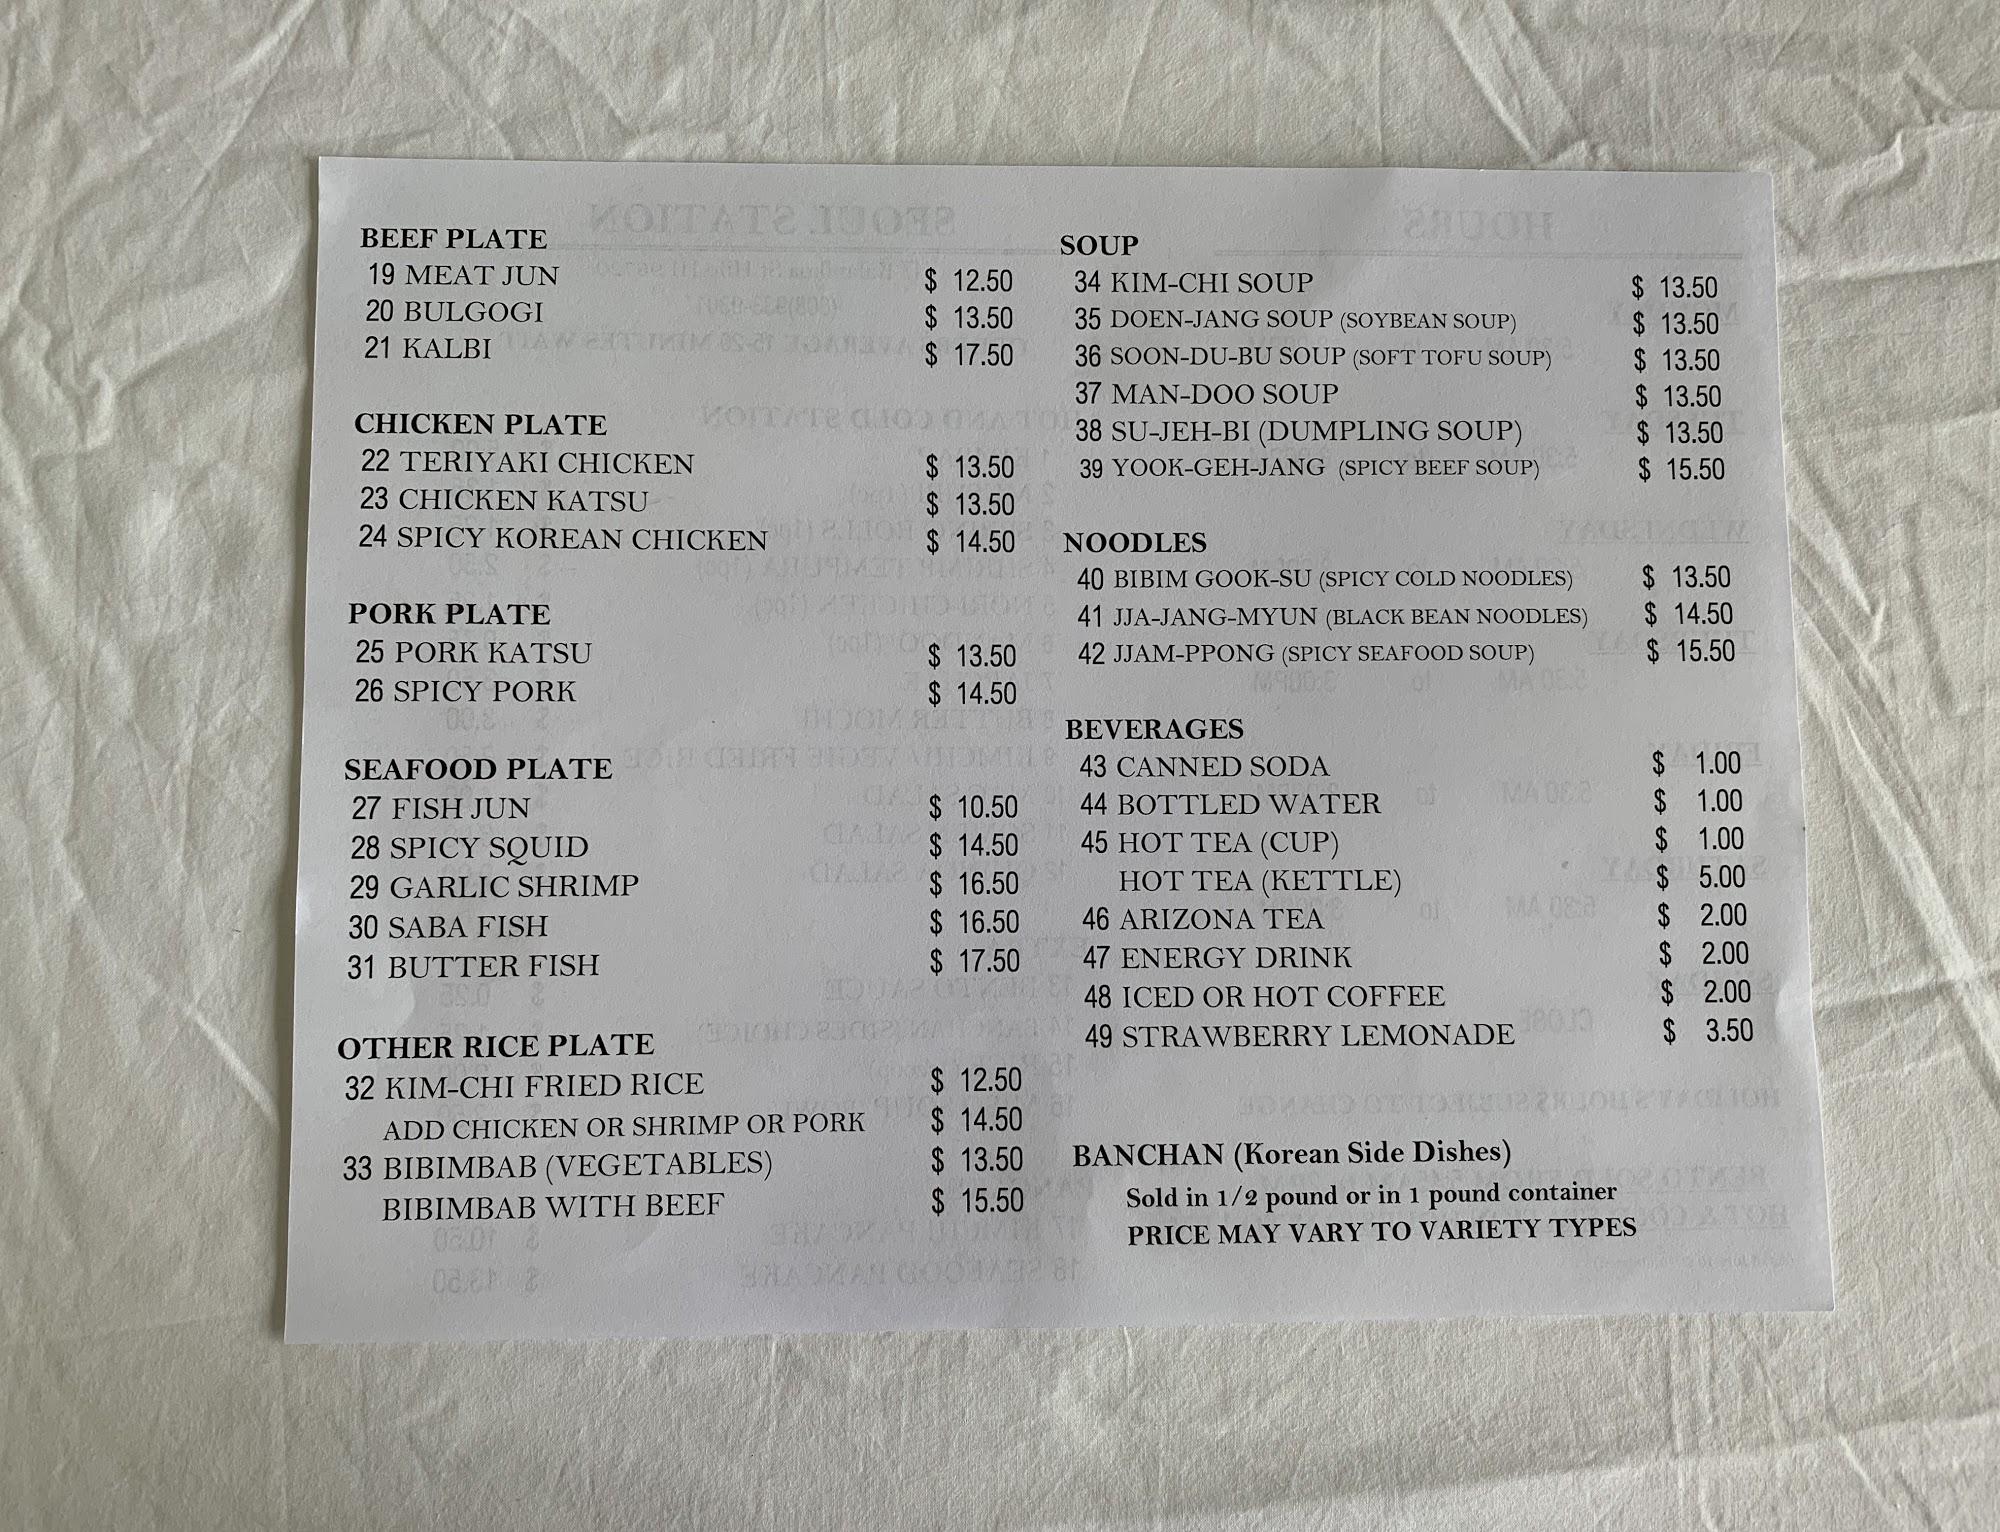 BEEF PLATE
19 MEAT JUN $ 12.50
20 BULGOGI $ 13.50
21 KALBI $ 17.50
CHICKEN PLATE
22 TERIYAKI CHICKEN $ 13.50
23 CHICKEN KATSU $ 13.50
24 SPICY KOREAN CHICKEN $ 14.50
PORK PLATE
25 PORK KATSU $ 13.50
26 SPICY PORK $ 14.50
SEAFOOD PLATE
27 FISH JUN $ 10.50
28 SPICY SQUID $ 14.50
29 GARLIC SHRIMP $ 16.50
30 SABA FISH $ 16.50
31 BUTTER FISH $ 17.50
OTHER RICE PLATE
32 KIM-CHI FRIED RICE $ 12.50
ADD CHICKEN OR SHRIMP OR PORK $ 14.50
33 BIBIMBAB (VEGETABLES) $ 13.50
BIBIMBAB WITH BEEF $ 15.50
SOUP
34 KIM-CHI SOUP $ 13.50
35 DOEN-JANG SOUP (SOYBEAN SOUP) $ 13.50
36 SOON-DU-BU SOUP (SOFT TOFU SOUP) $ 13.50
37 MAN-DOO SOUP $ 13.50
38 SU-JEH-BI (DUMPLING SOUP) $ 13.50
39 YOOK-GEH-JANG (SPICY BEEF SOUP) $ 15.50
NOODLES
40 BIBIM GOOK-SU (SPICY COLD NOODLES) $ 13.50
41 JJA-JANG-MYUN (BLACK BEAN NOODLES) $ 14.50
42 JJAM-PPONG (SPICY SEAFOOD SOUP) $ 15.50
BEVERAGES
43 CANNED SODA $ 1.00
44 BOTTLED WATER $ 1.00
45 HOT TEA (CUP) $ 1.00
HOT TEA (KETTLE) $ 5.00
46 ARIZONA TEA $ 2.00
47 ENERGY DRINK $ 2.00
48 ICED OR HOT COFFEE $ 2.00
49 STRAWBERRY LEMONADE $ 3.50
BANCHAN (Korean Side Dishes)
Sold in 1/2 pound or in 1 pound container
PRICE MAY VARY TO VARIETY TYPES